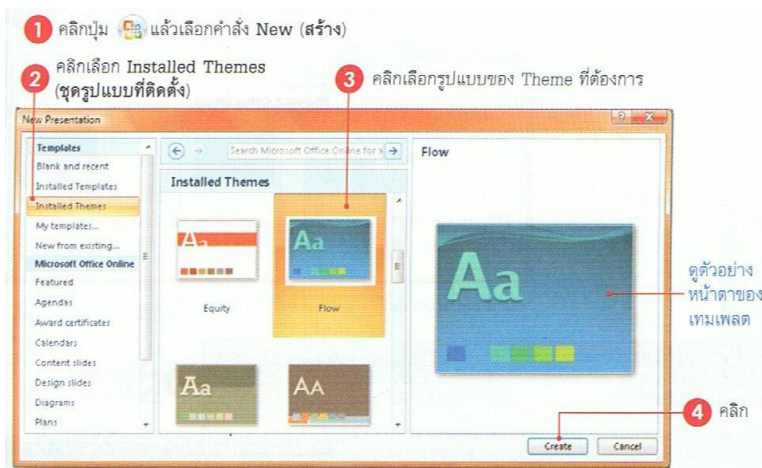 1 คลิกปุ่ม แล้วเลือกคำสั่ง New (สร้าง)
2 คลิกเลือก Installed Themes
(ชุดรูปแบบที่ติดตั้ง)
3 คลิกเลือกรูปแบบของ Theme ที่ต้องการ
New Presentation
Templates
Blank and recent
Installed Templates
Installed Themes
My templates...
New from existing...
Microsoft Office Online
Featured
Agendas
Award certificates
Calendars
Content slides
Design slides
Diagrams
Plans
Search Microsoft Office Online for a
Installed Themes
Aa
Equity
Aa
Flow
Aa
AA
Flow
Aa
ดูตัวอย่าง
หน้าตาของ
เทมเพลต
4 คลิก
Create
Cancel